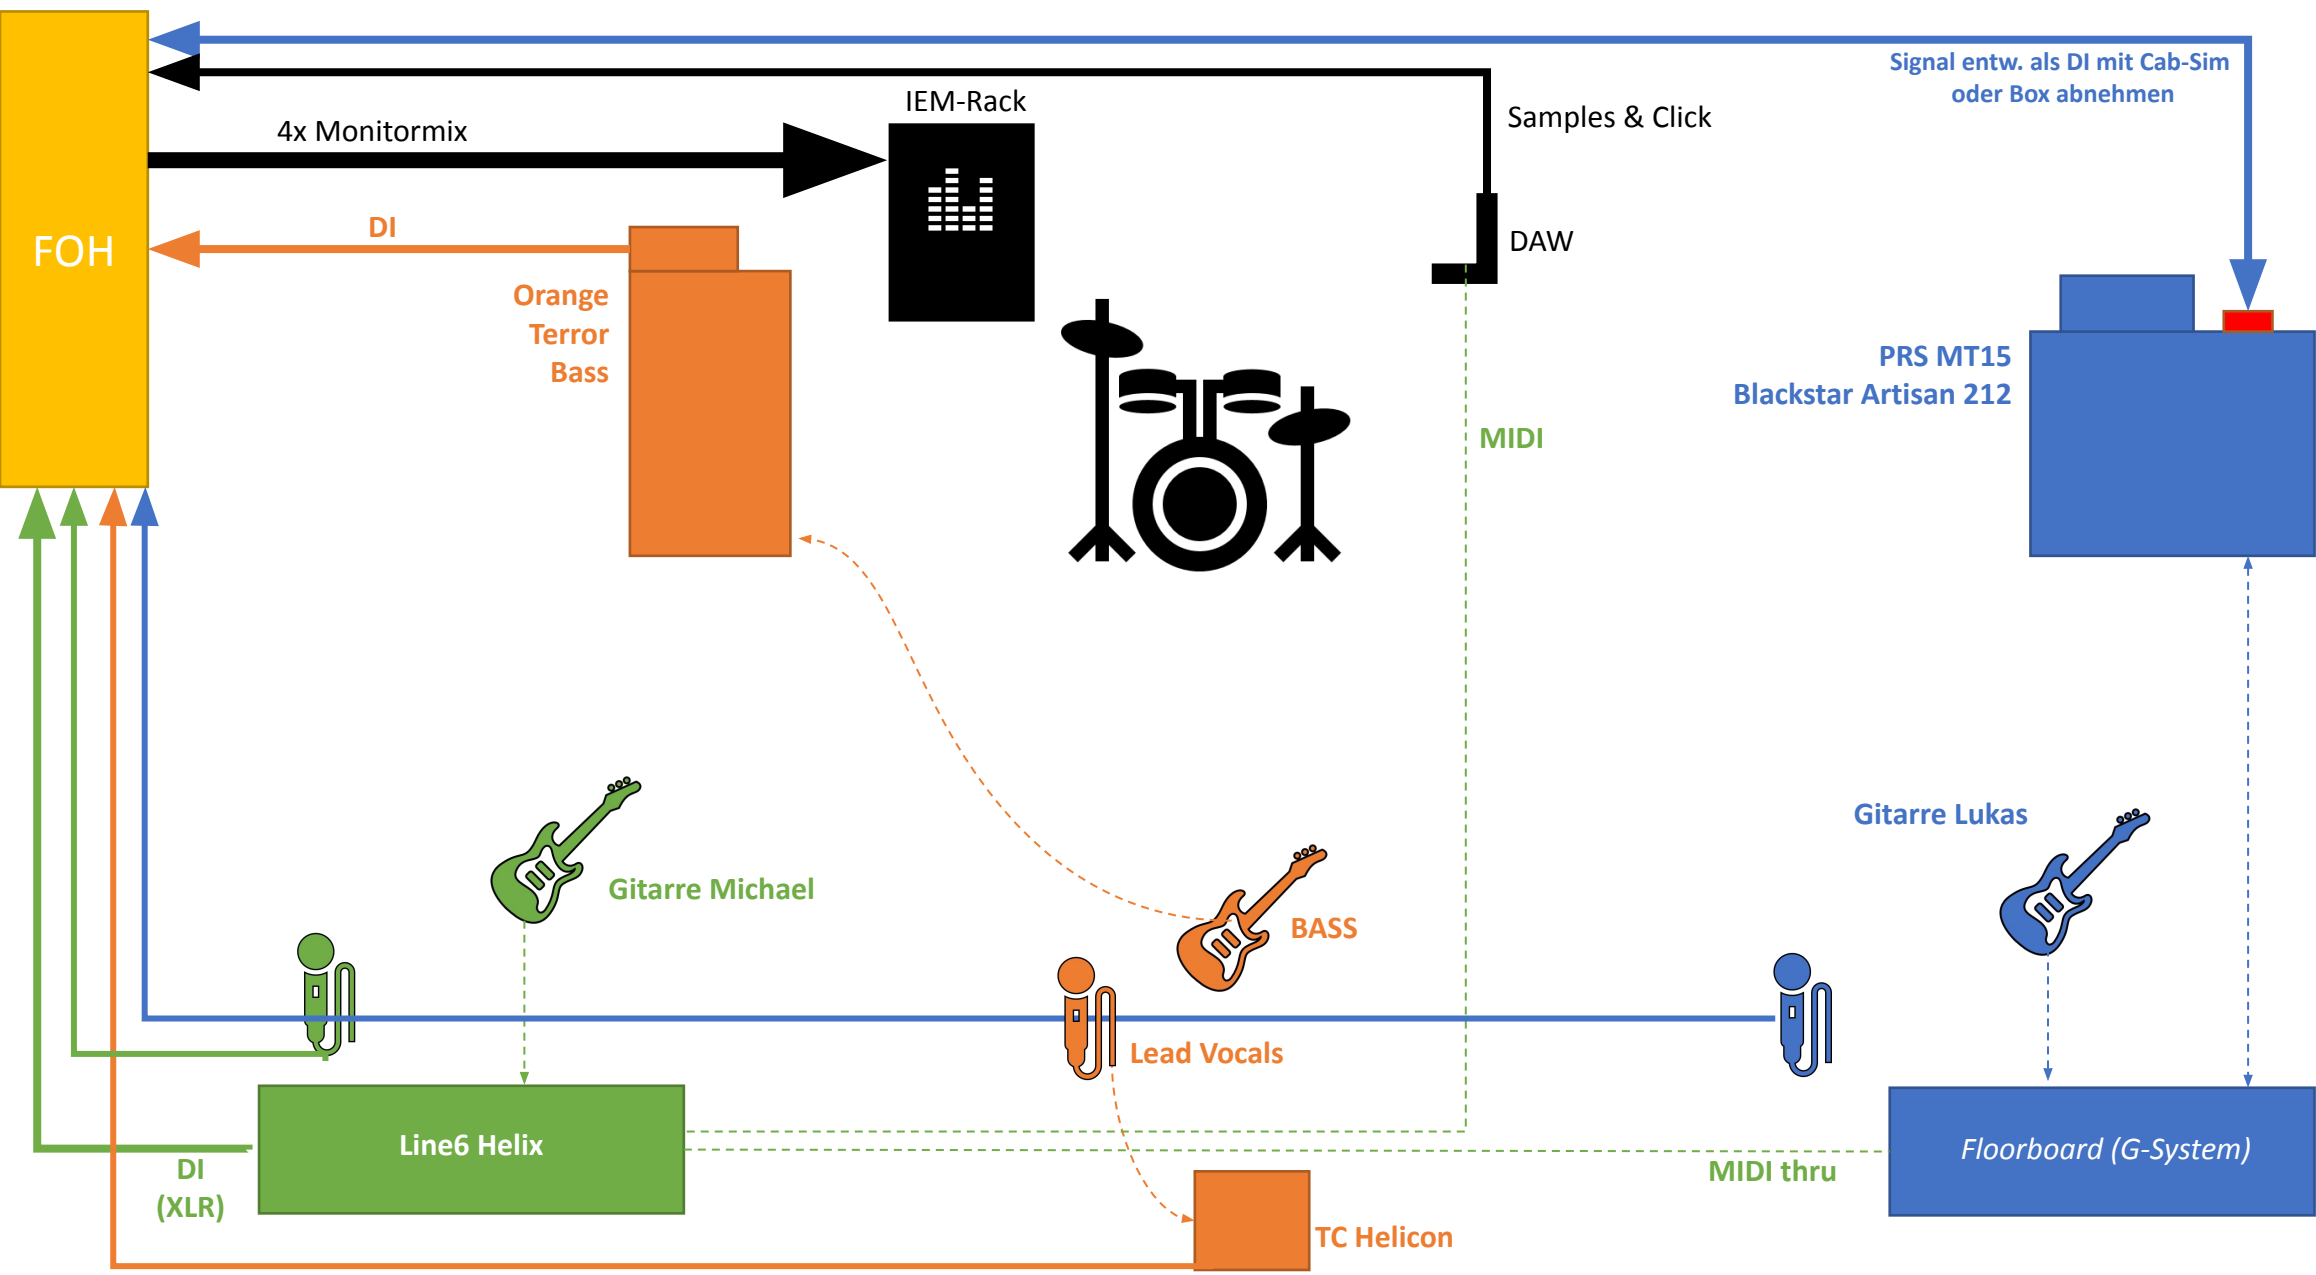 Signal entw. als DI mit Cab-Sim
oder Box abnehmen
IEM-Rack
Samples & Click
4x Monitormix
FOH
DI
DAW
Orange
Terror
Bass
PRS MT15
Blackstar Artisan 212
MIDI
Gitarre Lukas
Gitarre Michael
BASS
Lead Vocals
Line6 Helix
Floorboard (G-System)
DI
(XLR)
MIDI thru
TC Helicon